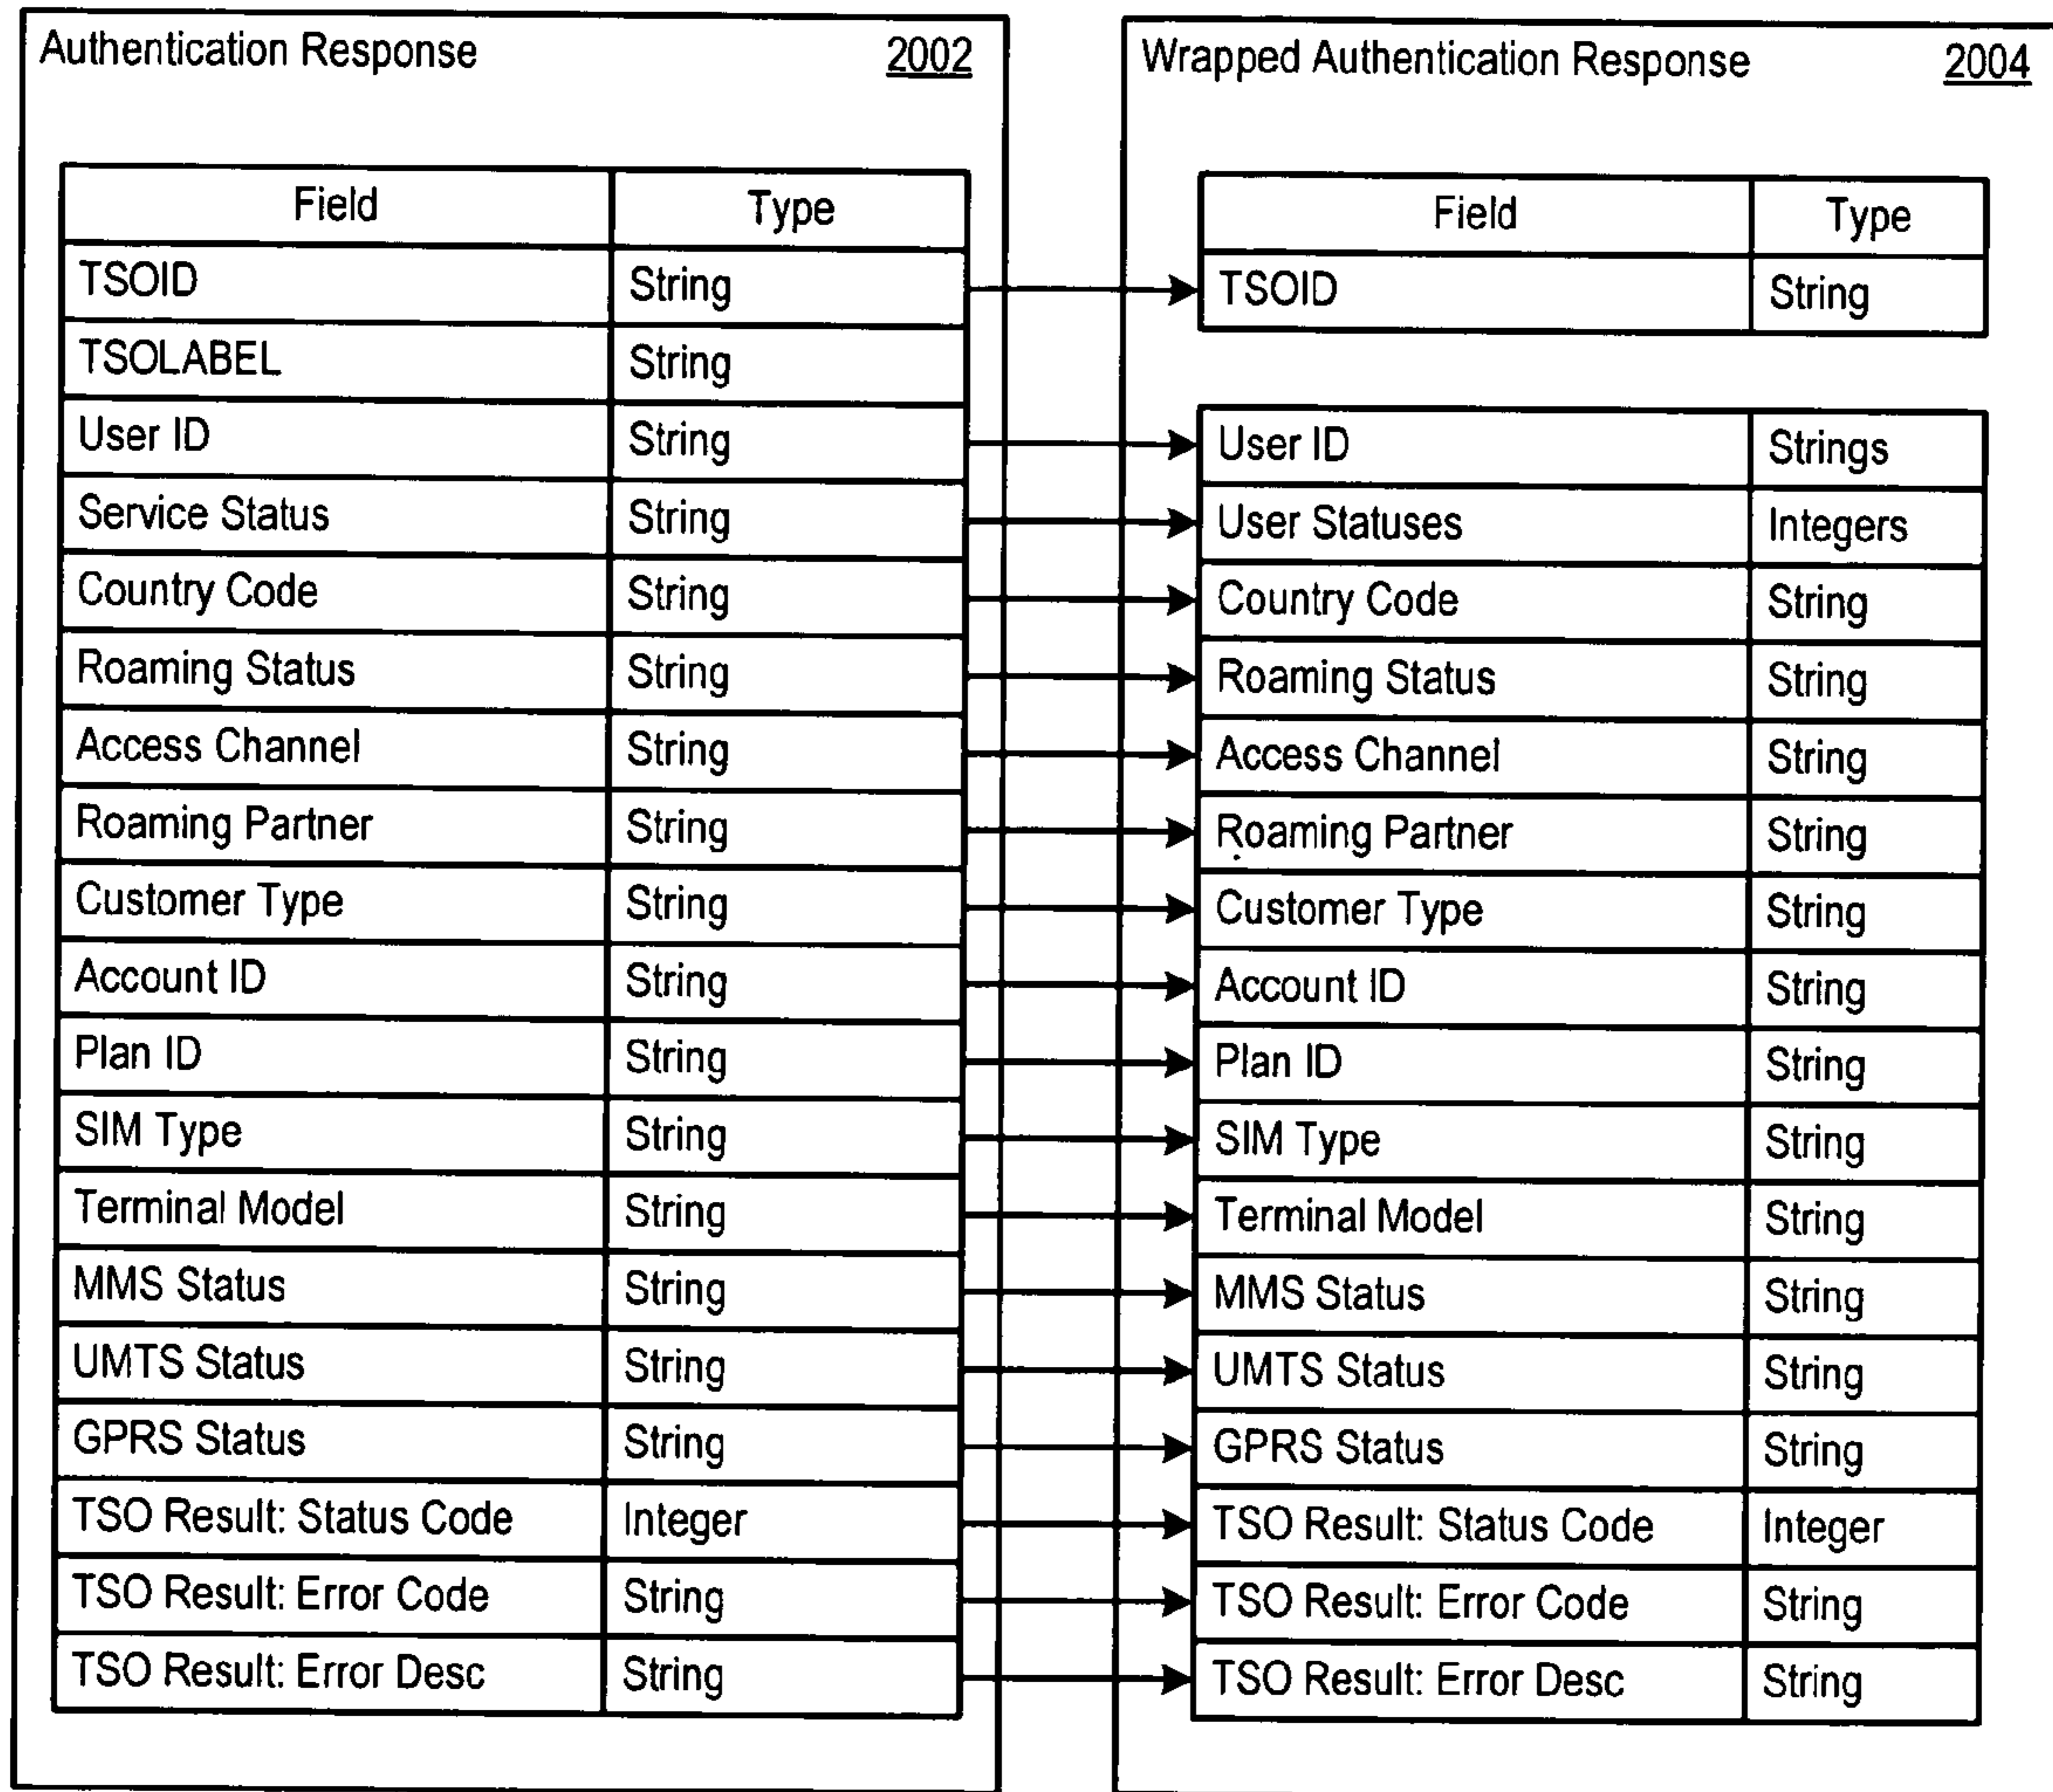 Authentication Response 2002
Field Type
TSOID String
TSOLABEL String
User ID String
Service Status String
Country Code String
Roaming Status String
Access Channel String
Roaming Partner String
Customer Type String
Account ID String
Plan ID String
SIM Type String
Terminal Model String
MMS Status String
UMTS Status String
GPRS Status String
TSO Result: Status Code Integer
TSO Result: Error Code String
TSO Result: Error Desc String
Wrapped Authentication Response 2004
Field Type
TSOID String
User ID Strings
User Statuses Integers
Country Code String
Roaming Status String
Access Channel String
Roaming Partner String
Customer Type String
Account ID String
Plan ID String
SIM Type String
Terminal Model String
MMS Status String
UMTS Status String
GPRS Status String
TSO Result: Status Code Integer
TSO Result: Error Code String
TSO Result: Error Desc String